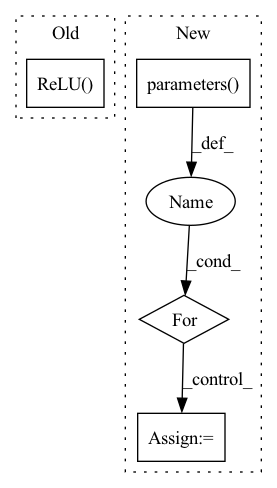 Old
New
ReLU()
parameters()
_def_
Name
_cond_
For
_control_
Assign:=